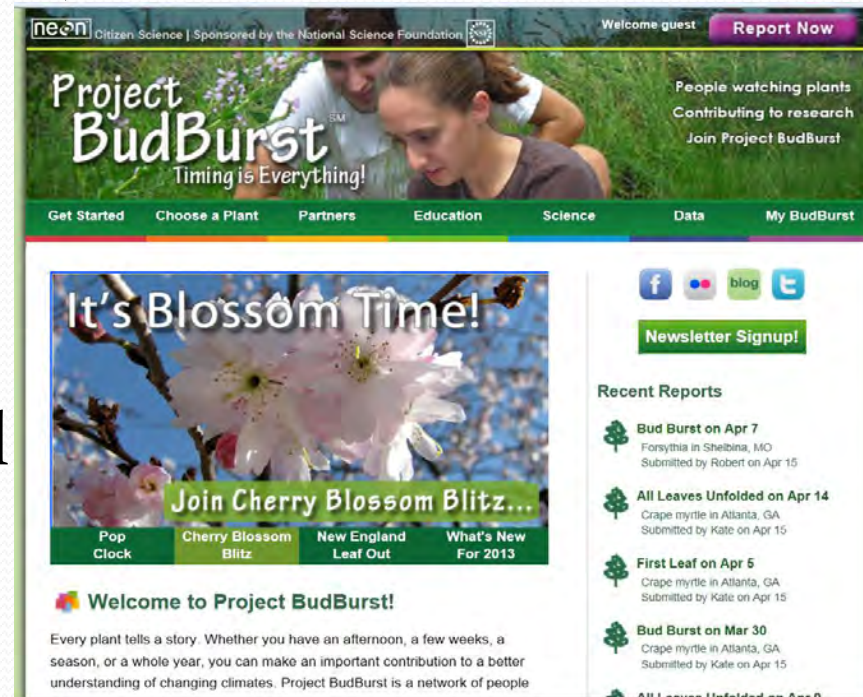 neon Citizen Science | Sponsored by the National Science Foundation
Welcome guest
Report Now
Project
BudBurst SM
Timing is Everything!
People watching plants
Contributing to research
Join Project BudBurst
Get Started Choose a Plant Partners Education Science Data My BudBurst
It's Blossom Time!
Join Cherry Blossom Blitz...
Pop
Clock
Cherry Blossom
Blitz
New England
Leaf Out
What's New
For 2013
Welcome to Project BudBurst!
Every plant tells a story. Whether you have an afternoon, a few weeks, a
season, or a whole year, you can make an important contribution to a better
understanding of changing climates. Project BudBurst is a network of people
f
blog
t
Newsletter Signup!
Recent Reports
Bud Burst on Apr 7
Forsythia in Shelbina, MO
Submitted by Robert on Apr 15
All Leaves Unfolded on Apr 14
Crape myrtle in Atlanta, GA
Submitted by Kate on Apr 15
First Leaf on Apr 5
Crape myrtle in Atlanta, GA
Submitted by Kate on Apr 15
Bud Burst on Mar 30
Crape myrtle in Atlanta, GA
Submitted by Kate on Apr 15
All Leaves Unfolded on Apr 9